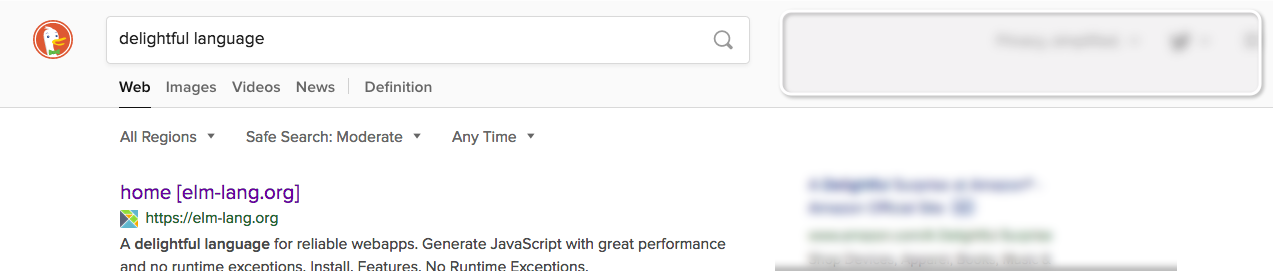 delightful language
Web Images Videos News Definition
All Regions Safe Search: Moderate Any Time
home [elm-lang.org]
https://elm-lang.org
A delightful language for reliable webapps. Generate JavaScript with great performance
and no runtime exceptions. Install. Features. No Runtime Exceptions.